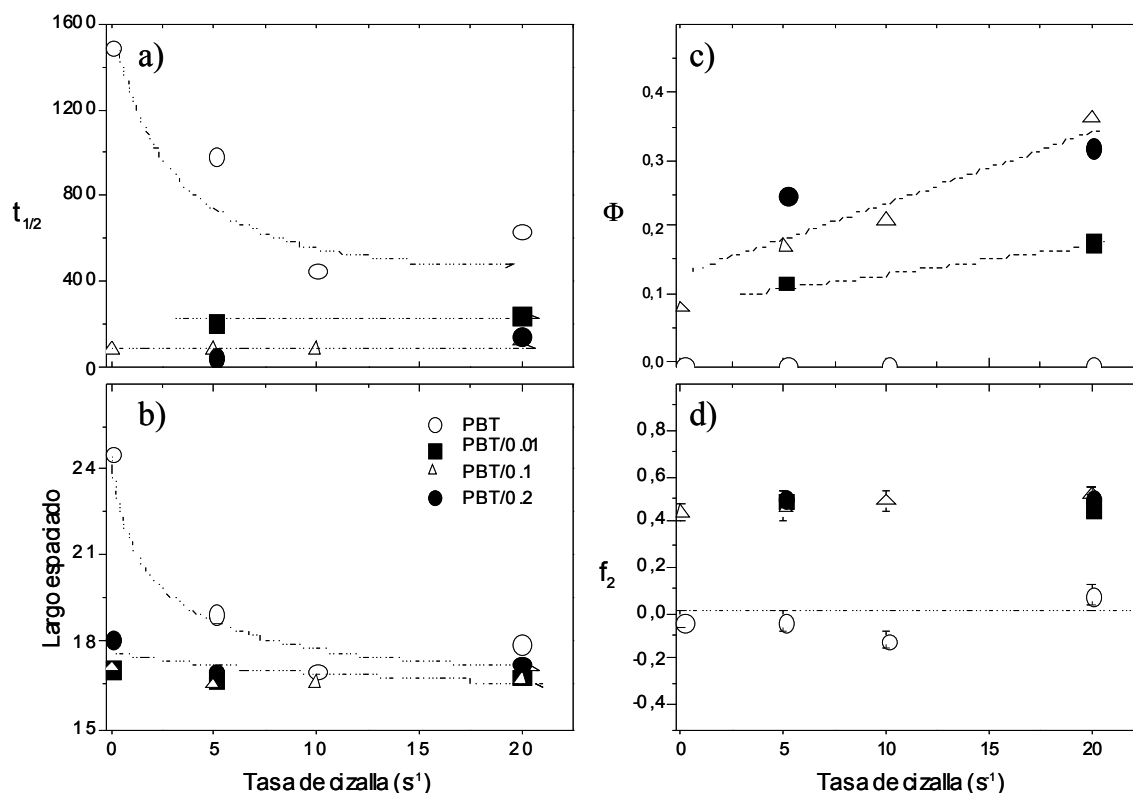 a)
1600
1200
800
400
0
t1/2
b)
24
21
18
15
Largo espaciado
PBT
PBT/0.01
PBT/0.1
PBT/0.2
0 5 10 20
Tasa de cizalla (s-1)
c)
0,4
0,3
0,2
0,1
0,0
Φ
d)
0,8
0,6
0,4
0,2
0,0
-0,2
-0,4
f2
0 5 10 15 20
Tasa de cizalla (s-1)